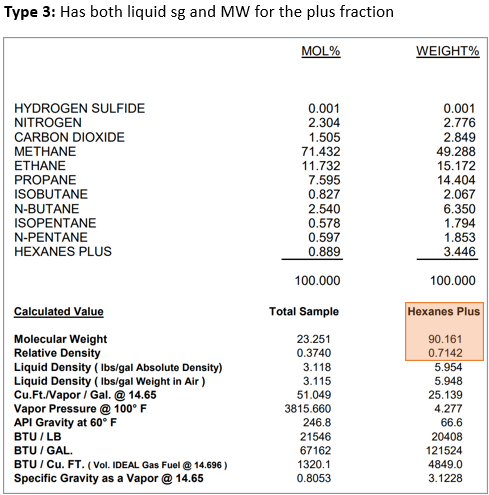 Type 3: Has both liquid sg and MW for the plus fraction
MOL% WEIGHT%
HYDROGEN SULFIDE 0.001 0.001
NITROGEN 2.304 2.776
CARBON DIOXIDE 1.505 2.849
METHANE 71.432 49.288
ETHANE 11.732 15.172
PROPANE 7.595 14.404
ISOBUTANE 0.827 2.067
N-BUTANE 2.540 6.350
ISOPENTANE 0.578 1.794
N-PENTANE 0.597 1.853
HEXANES PLUS 0.889 3.446
100.000 100.000
Calculated Value Total Sample Hexanes Plus
Molecular Weight 23.251 90.161
Relative Density 0.3740 0.7142
Liquid Density ( lbs/gal Absolute Density) 3.118 5.954
Liquid Density ( lbs/gal Weight in Air ) 3.115 5.948
Cu.Ft./Vapor / Gal. @ 14.65 51.049 25.139
Vapor Pressure @ 100° F 3815.660 4.277
API Gravity at 60° F 246.8 66.6
BTU / LB 21546 20408
BTU / GAL. 67162 121524
BTU / Cu. FT. ( Vol. IDEAL Gas Fuel @ 14.696 ) 1320.1 4849.0
Specific Gravity as a Vapor @ 14.65 0.8053 3.1228